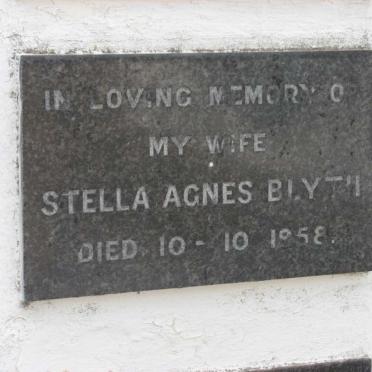 IN LOVING MEMORY OF
MY WIFE
STELLA AGNES BLYTH
DIED 10 - 10 1958.